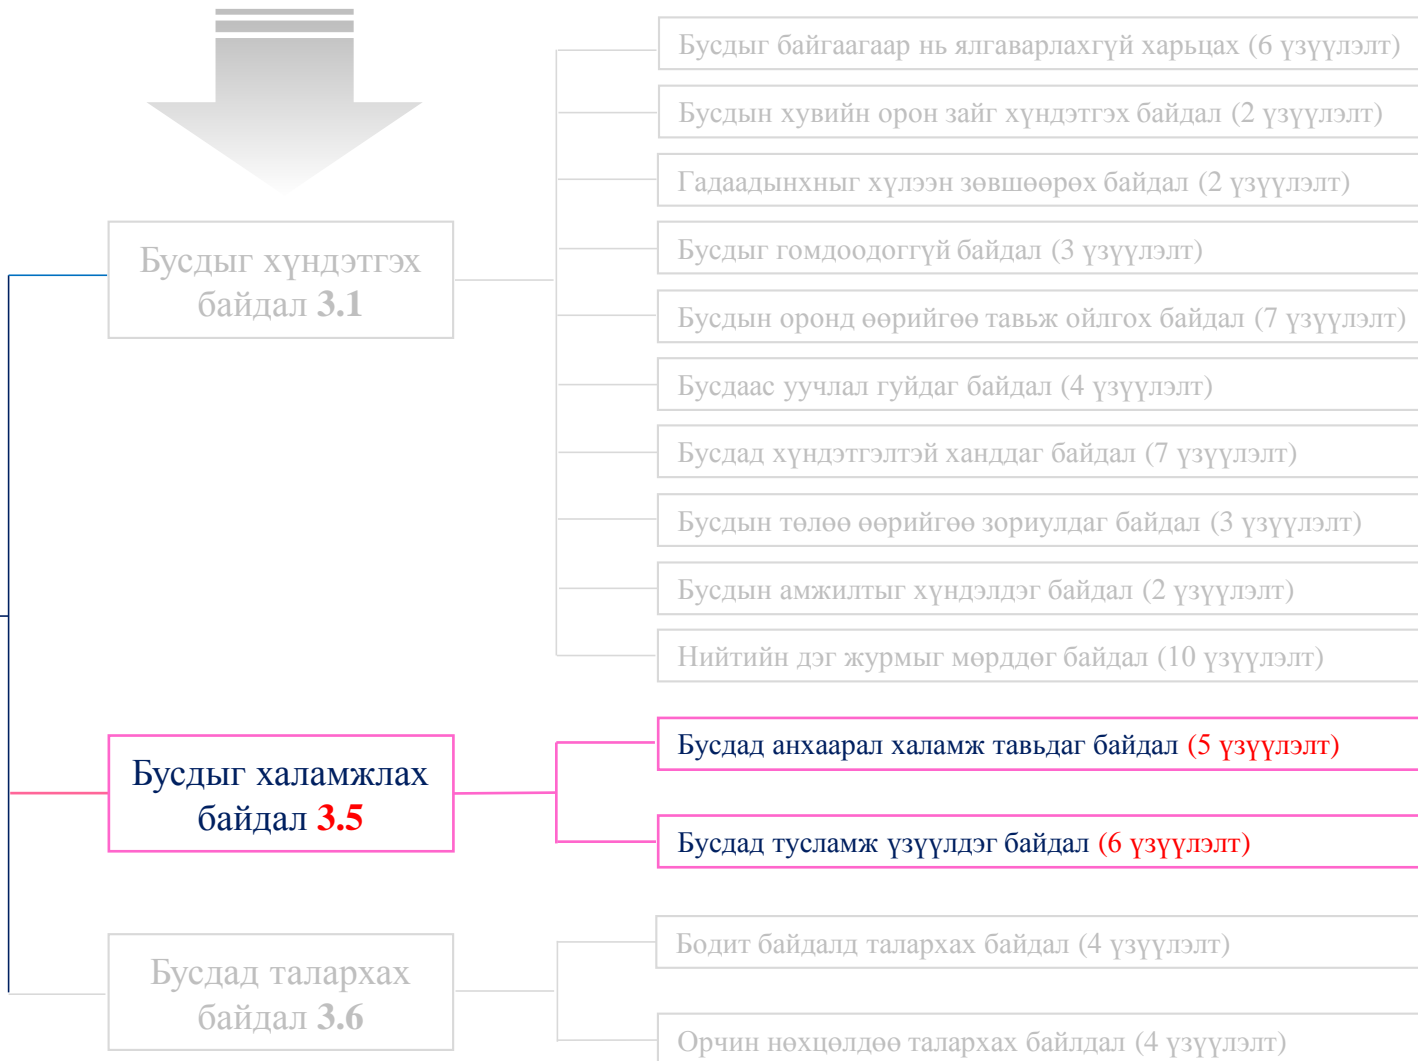 Бусдыг байгаагаар нь ялгаварлахгүй харьцах (6 үзүүлэлт)
Бусдын хувийн орон зайг хүндэтгэх байдал (2 үзүүлэлт)
Гадаадынхныг хүлээн зөвшөөрөх байдал (2 үзүүлэлт)
Бусдыг хүндэтгэх
байдал 3.1
Бусдыг гомдоодоггүй байдал (3 үзүүлэлт)
Бусдын оронд өөрийгөө тавьж ойлгох байдал (7 үзүүлэлт)
Бусдаас уучлал гуйдаг байдал (4 үзүүлэлт)
Бусдад хүндэтгэлтэй ханддаг байдал (7 үзүүлэлт)
Бусдын төлөө өөрийгөө зориулдаг байдал (3 үзүүлэлт)
Бусдын амжилтыг хүндэлдэг байдал (2 үзүүлэлт)
Нийтийн дэг журмыг мөрддөг байдал (10 үзүүлэлт)
Бусдыг халамжлах
байдал 3.5
Бусдад анхаарал халамж тавьдаг байдал (5 үзүүлэлт)
Бусдад тусламж үзүүлдэг байдал (6 үзүүлэлт)
Бусдад талархах
байдал 3.6
Бодит байдалд талархах байдал (4 үзүүлэлт)
Орчин нөхцөлдөө талархах байлдал (4 үзүүлэлт)